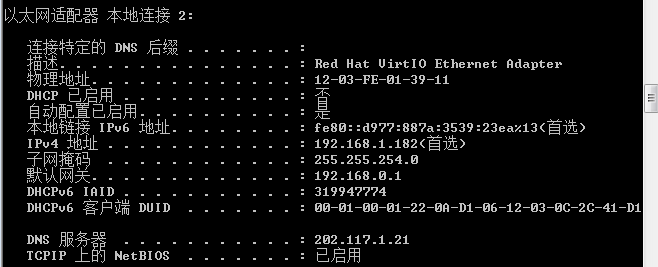 以太网适配器 本地连接 2:
连接特定的 DNS 后缀 . . . . . . . :
描述. . . . . . . . . . . . . . . : Red Hat VirtIO Ethernet Adapter
物理地址. . . . . . . . . . . . . : 12-03-FE-01-39-11
DHCP 已启用 . . . . . . . . . . . : 否
自动配置已启用. . . . . . . . . . : 是
本地链接 IPv6 地址. . . . . . . . : fe80::d977:887a:3539:23ea%13(首选)
IPv4 地址 . . . . . . . . . . . . : 192.168.1.182(首选)
子网掩码 . . . . . . . . . . . . : 255.255.254.0
默认网关. . . . . . . . . . . . . : 192.168.0.1
DHCPv6 IAID . . . . . . . . . . . : 319947774
DHCPv6 客户端 DUID . . . . . . . : 00-01-00-01-22-0A-D1-06-12-03-0C-2C-41-D1
DNS 服务器 . . . . . . . . . . . : 202.117.1.21
TCPIP 上的 NetBIOS . . . . . . . : 已启用